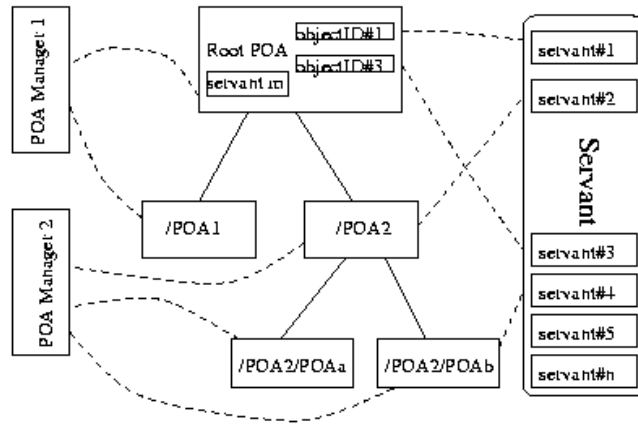 POA Manager 1
Root POA
objectID#1
objectID#3
servant m
servant#1
servant#2
Servant
/POA1
/POA2
POA Manager 2
servant#3
servant#4
/POA2/POAa
/POA2/POAb
servant#5
servant#n